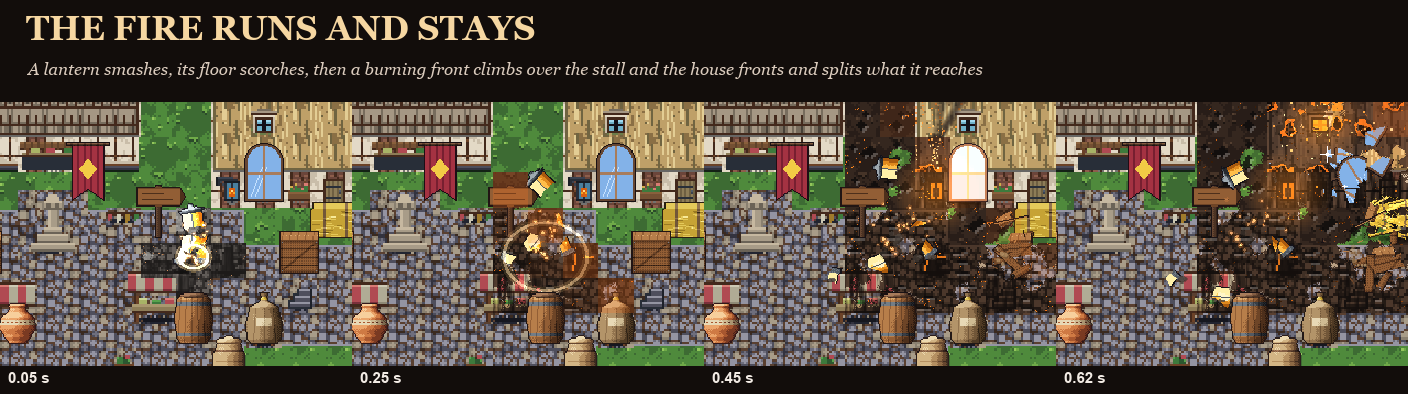 THE FIRE RUNS AND STAYS
A lantern smashes, its floor scorches, then a burning front climbs over the stall and the house fronts and splits what it reaches
0.05 s
0.25 s
0.45 s
0.62 s